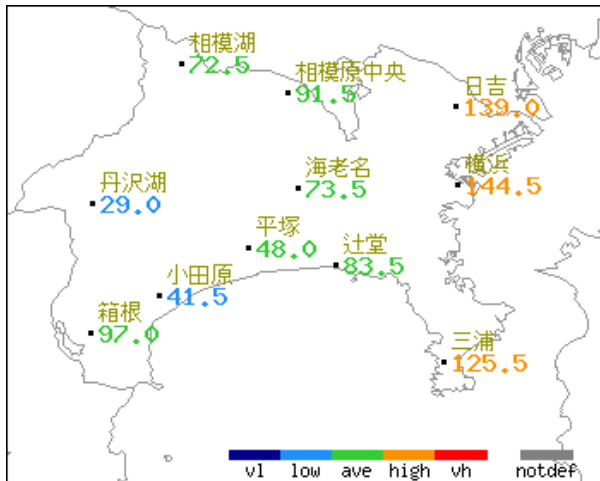 相模湖
72.5
相模原中央
91.5
日吉
139.0
丹沢湖
29.0
海老名
73.5
横浜
144.5
平塚
48.0
辻堂
83.5
小田原
41.5
箱根
97.0
三浦
125.5
vl low ave high vh notdef